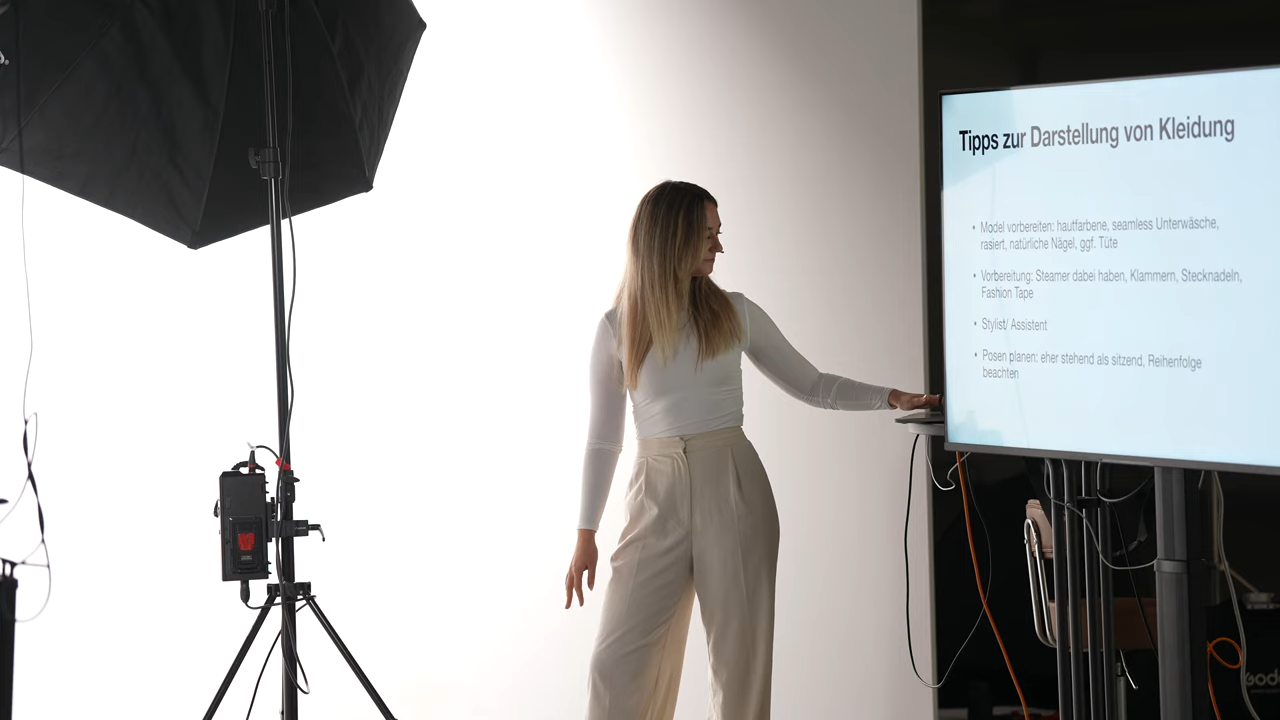 Tipps zur Darstellung von Kleidung
• Model vorbereiten: hautfarbene, seamless Unterwäsche,
rasiert, natürliche Nägel, ggf. Tüte
• Vorbereitung: Steamer dabei haben, Klammern, Stecknadeln,
Fashion Tape
• Stylist/ Assistent
• Posen planen: eher stehend als sitzend, Reihenfolge
beachten